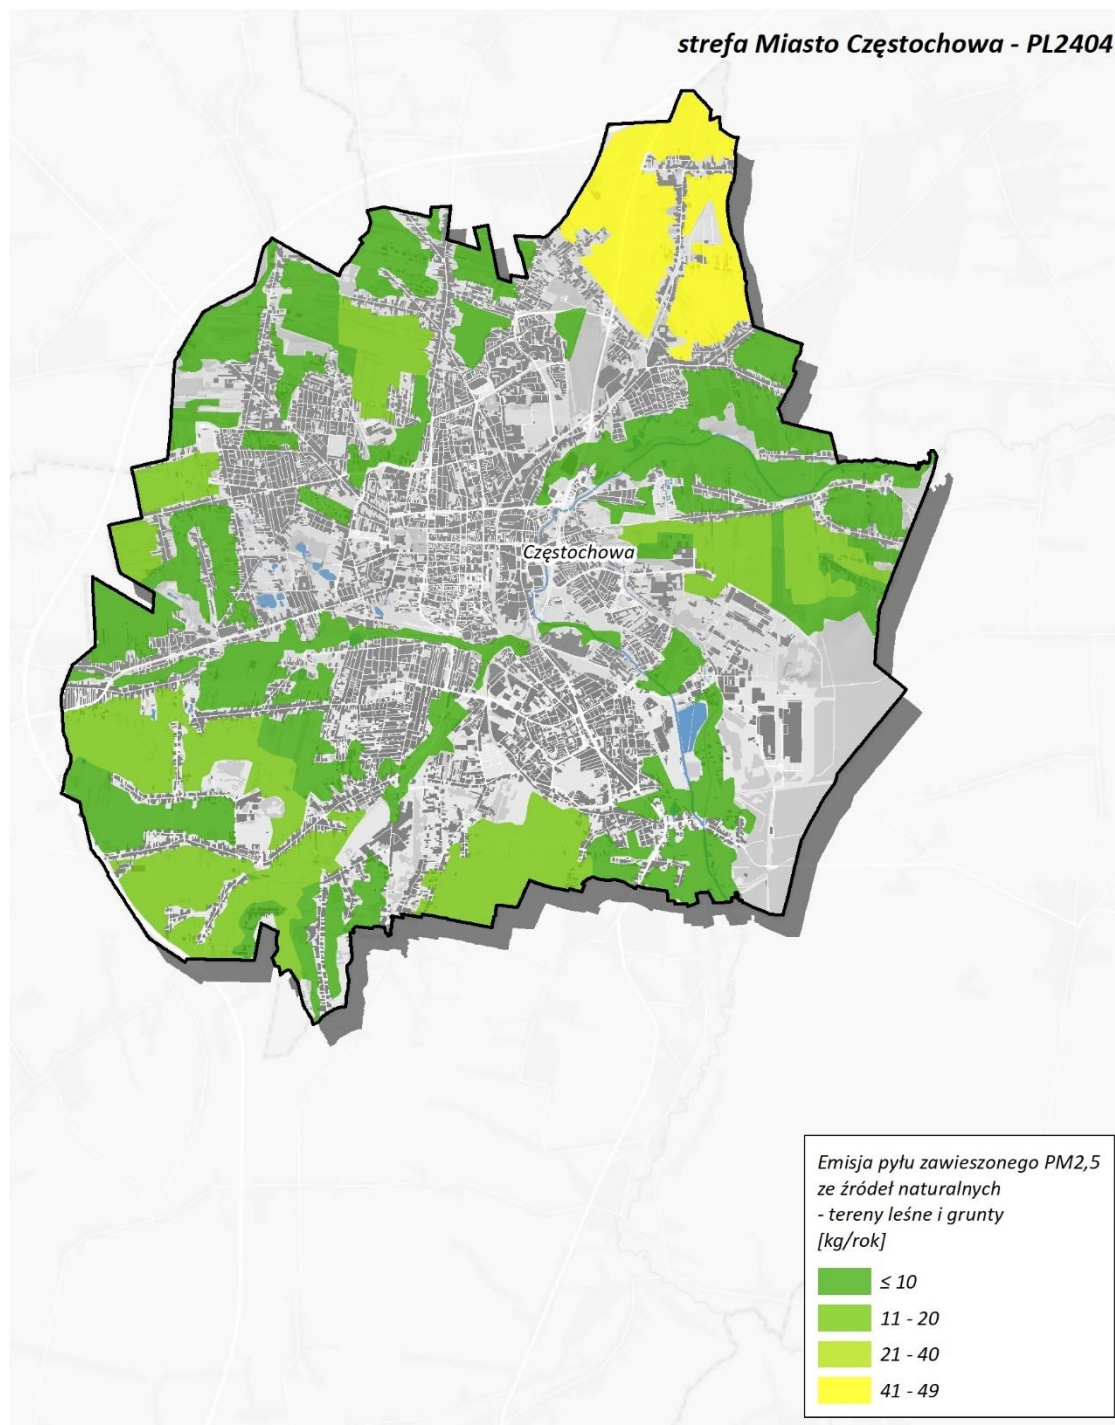 strefa Miasto Częstochowa - PL2404
Częstochowa
Emisja pyłu zawieszonego PM2,5
ze źródeł naturalnych
- tereny leśne i grunty
[kg/rok]
≤ 10
11 - 20
21 - 40
41 - 49